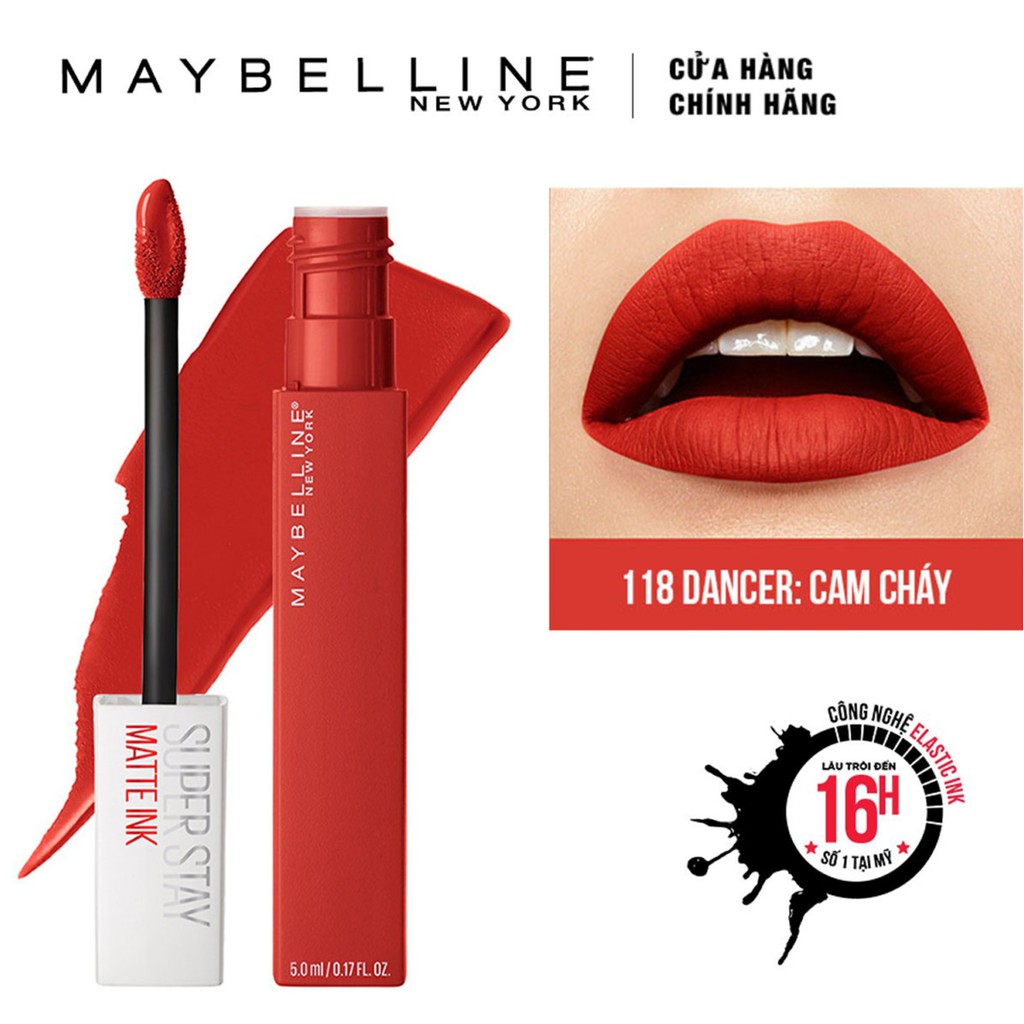 MAYBELLINE
NEW YORK
CỬA HÀNG
CHÍNH HÃNG
MAYBELLINE®
NEW YORK
SUPER STAY
MATTE INK
5.0 ml / 0.17 FL. OZ.
118 DANCER: CAM CHÁY
CÔNG NGHỆ ELASTIC INK
LÂU TRÔI ĐẾN
16H
SỐ 1 TẠI MỸ